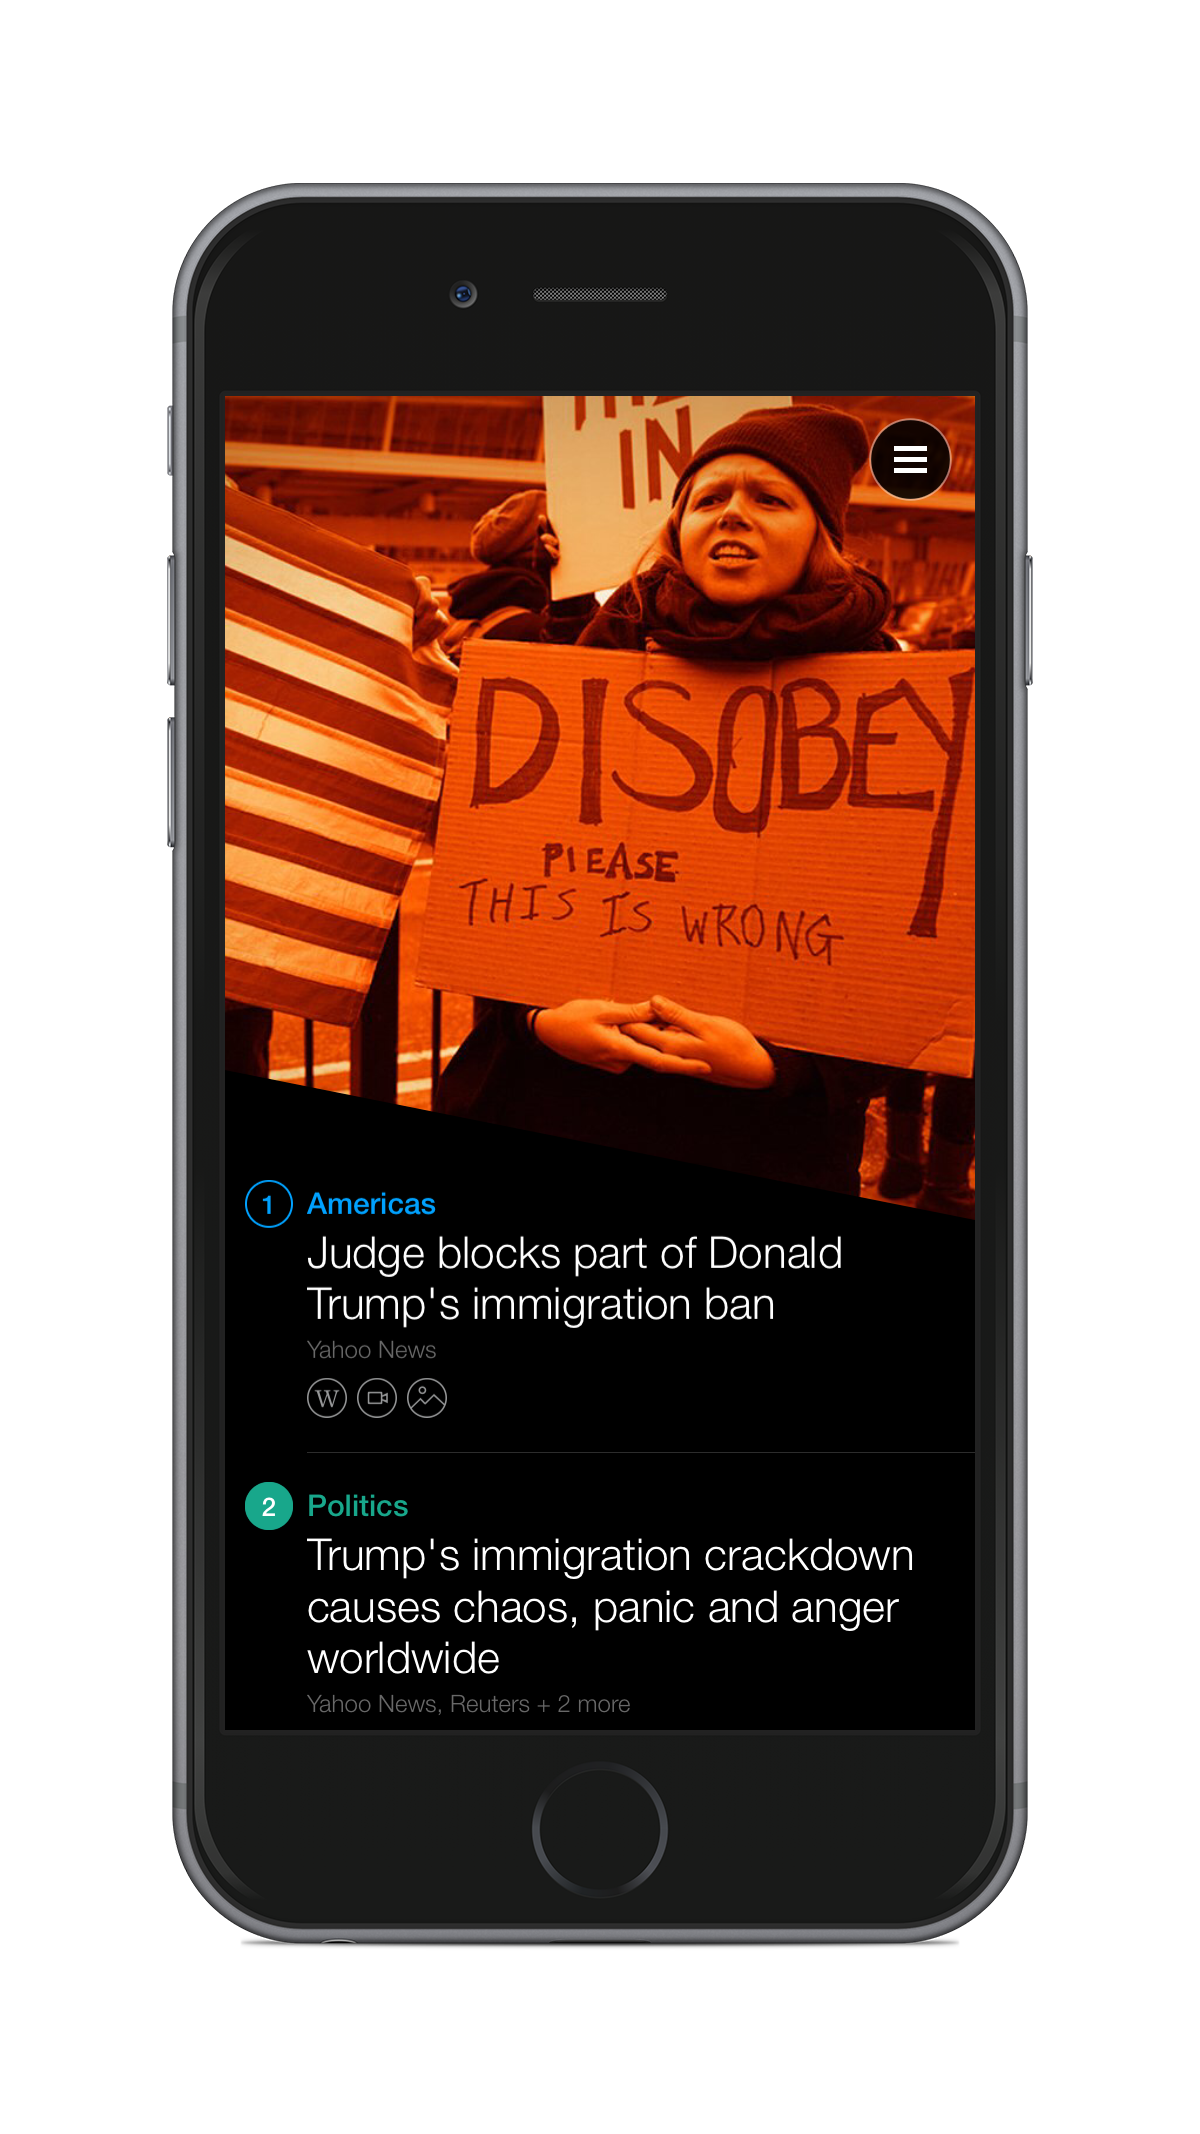 IN
DISOBEY
PlEASE
THIS IS WRONG
1 Americas
Judge blocks part of Donald
Trump's immigration ban
Yahoo News
W
2 Politics
Trump's immigration crackdown
causes chaos, panic and anger
worldwide
Yahoo News, Reuters + 2 more